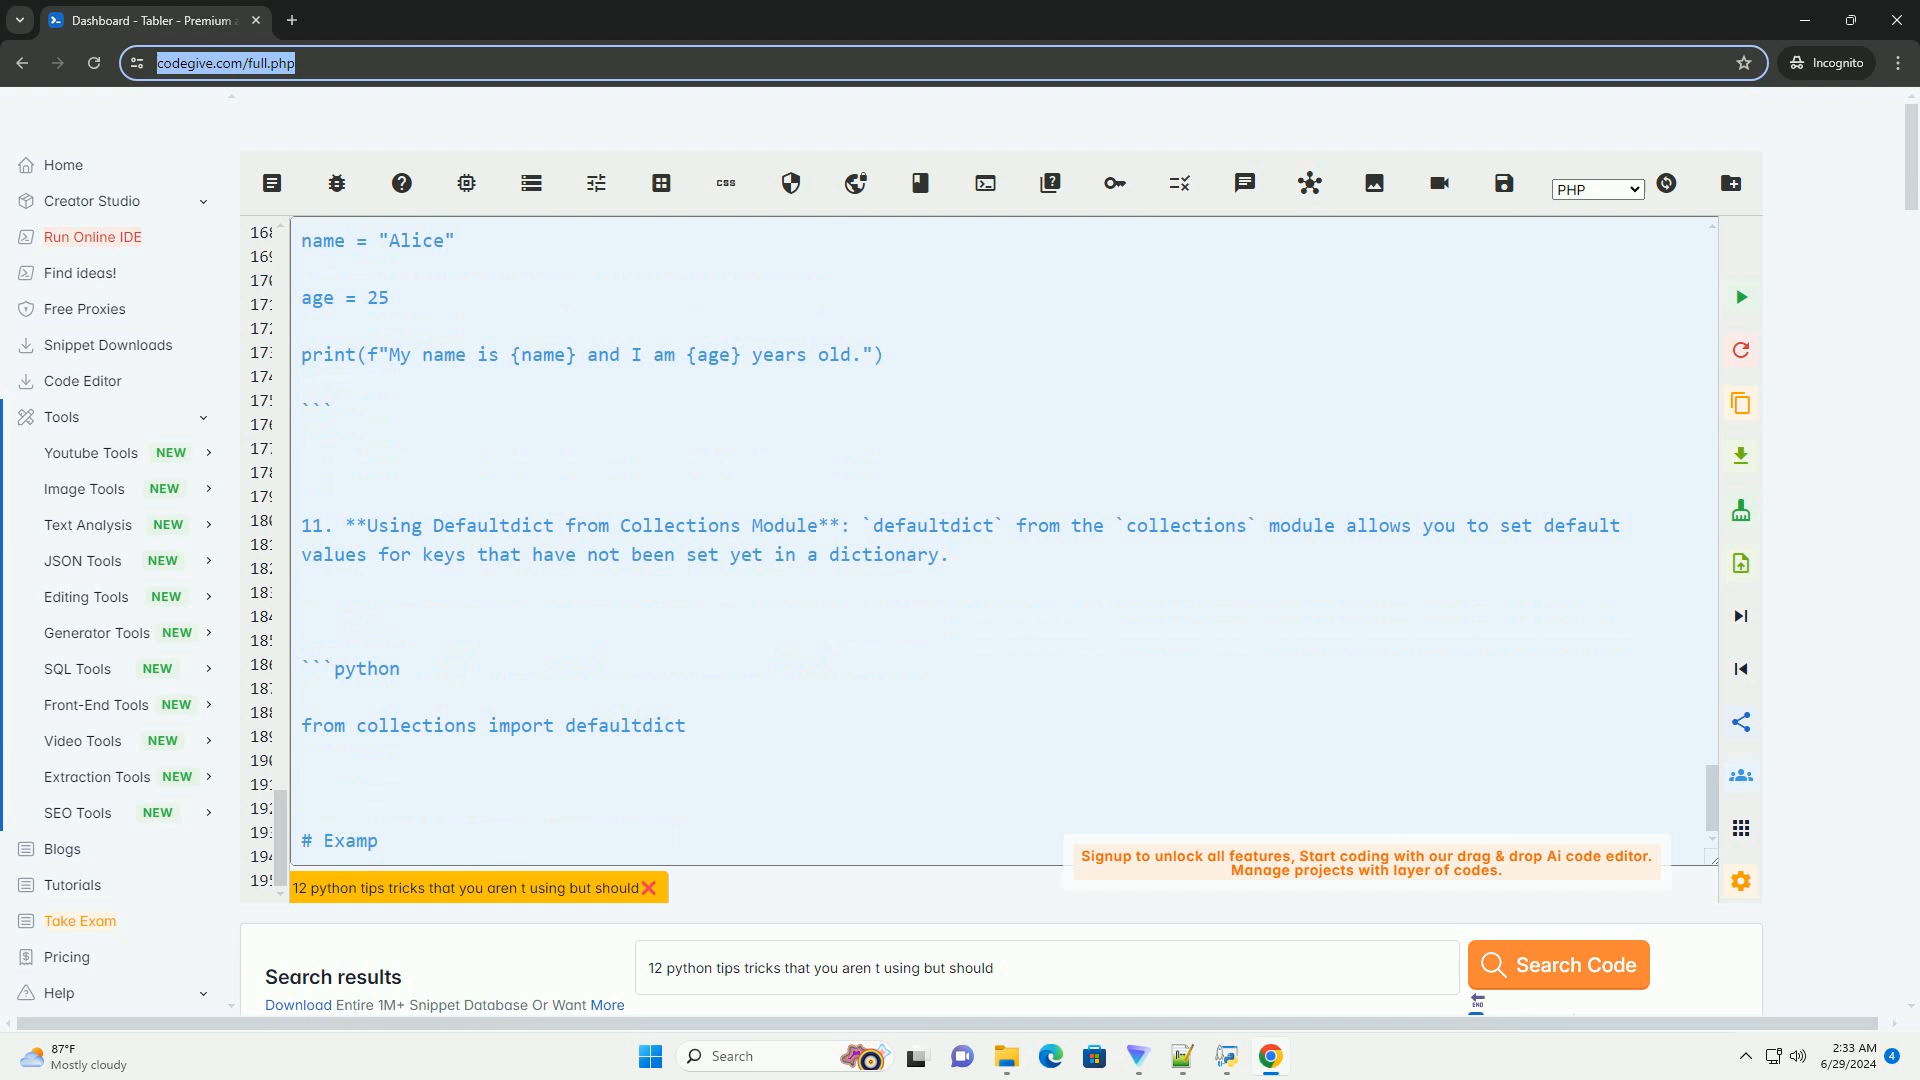 Dashboard - Tabler - Premium
codegive.com/full.php
Incognito
Home
Creator Studio
Run Online IDE
Find ideas!
Free Proxies
Snippet Downloads
Code Editor
Tools
Youtube Tools NEW
Image Tools NEW
Text Analysis NEW
JSON Tools NEW
Editing Tools NEW
Generator Tools NEW
SQL Tools NEW
Front-End Tools NEW
Video Tools NEW
Extraction Tools NEW
SEO Tools NEW
Blogs
Tutorials
Take Exam
Pricing
Help
css
PHP
name = "Alice"
age = 25
print(f"My name is {name} and I am {age} years old.")
```
11. **Using Defaultdict from Collections Module**: `defaultdict` from the `collections` module allows you to set default
values for keys that have not been set yet in a dictionary.
```python
from collections import defaultdict
# Examp
Signup to unlock all features, Start coding with our drag & drop Ai code editor.
Manage projects with layer of codes.
12 python tips tricks that you aren t using but should
Search results
12 python tips tricks that you aren t using but should
Search Code
Download Entire 1M+ Snippet Database Or Want More
END
87°F
Mostly cloudy
Search
2:33 AM
6/29/2024
4